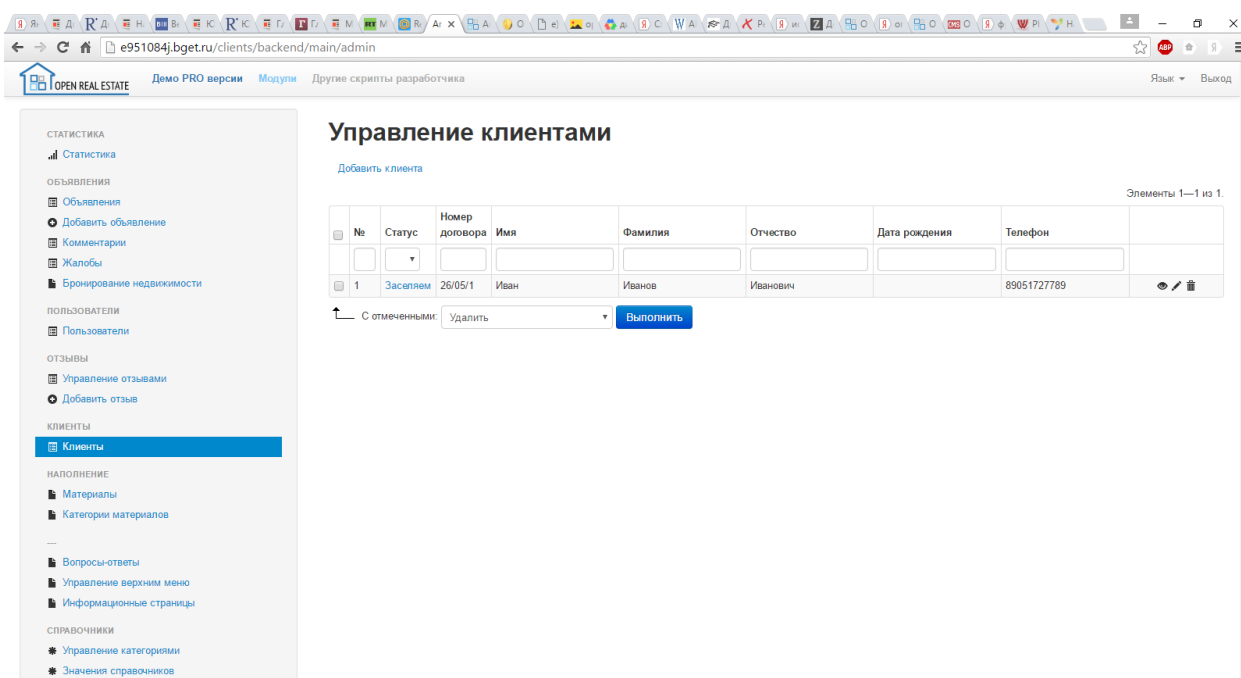 e951084j.bget.ru/clients/backend/main/admin
ABP
OPEN REAL ESTATE Демо PRO версии Модули Другие скрипты разработчика Язык Выход
СТАТИСТИКА
Статистика
ОБЪЯВЛЕНИЯ
Объявления
Добавить объявление
Комментарии
Жалобы
Бронирование недвижимости
ПОЛЬЗОВАТЕЛИ
Пользователи
ОТЗЫВЫ
Управление отзывами
Добавить отзыв
КЛИЕНТЫ
Клиенты
НАПОЛНЕНИЕ
Материалы
Категории материалов
---
Вопросы-ответы
Управление верхним меню
Информационные страницы
СПРАВОЧНИКИ
Управление категориями
Значения справочников
Управление клиентами
Добавить клиента
Элементы 1—1 из 1.
№ Статус Номер договора Имя Фамилия Отчество Дата рождения Телефон
1 Заселяем 26/05/1 Иван Иванов Иванович 89051727789
С отмеченными: Удалить Выполнить